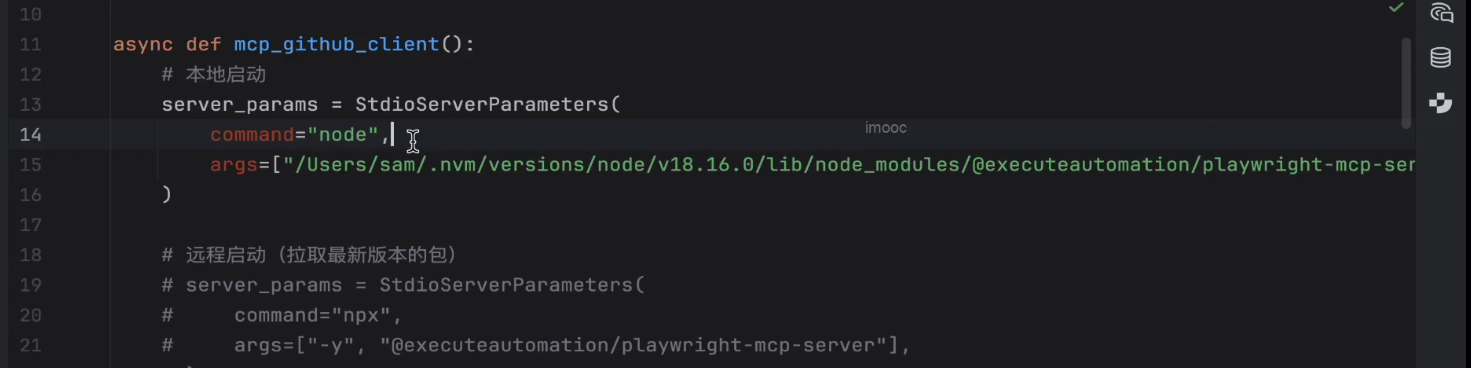 10
11 async def mcp_github_client():
12 # 本地启动
13 server_params = StdioServerParameters(
14 command="node",
imooc
15 args=["/Users/sam/.nvm/versions/node/v18.16.0/lib/node_modules/@executeautomation/playwright-mcp-ser
16 )
17
18 # 远程启动（拉取最新版本的包）
19 # server_params = StdioServerParameters(
20 # command="npx",
21 # args=["-y", "@executeautomation/playwright-mcp-server"],